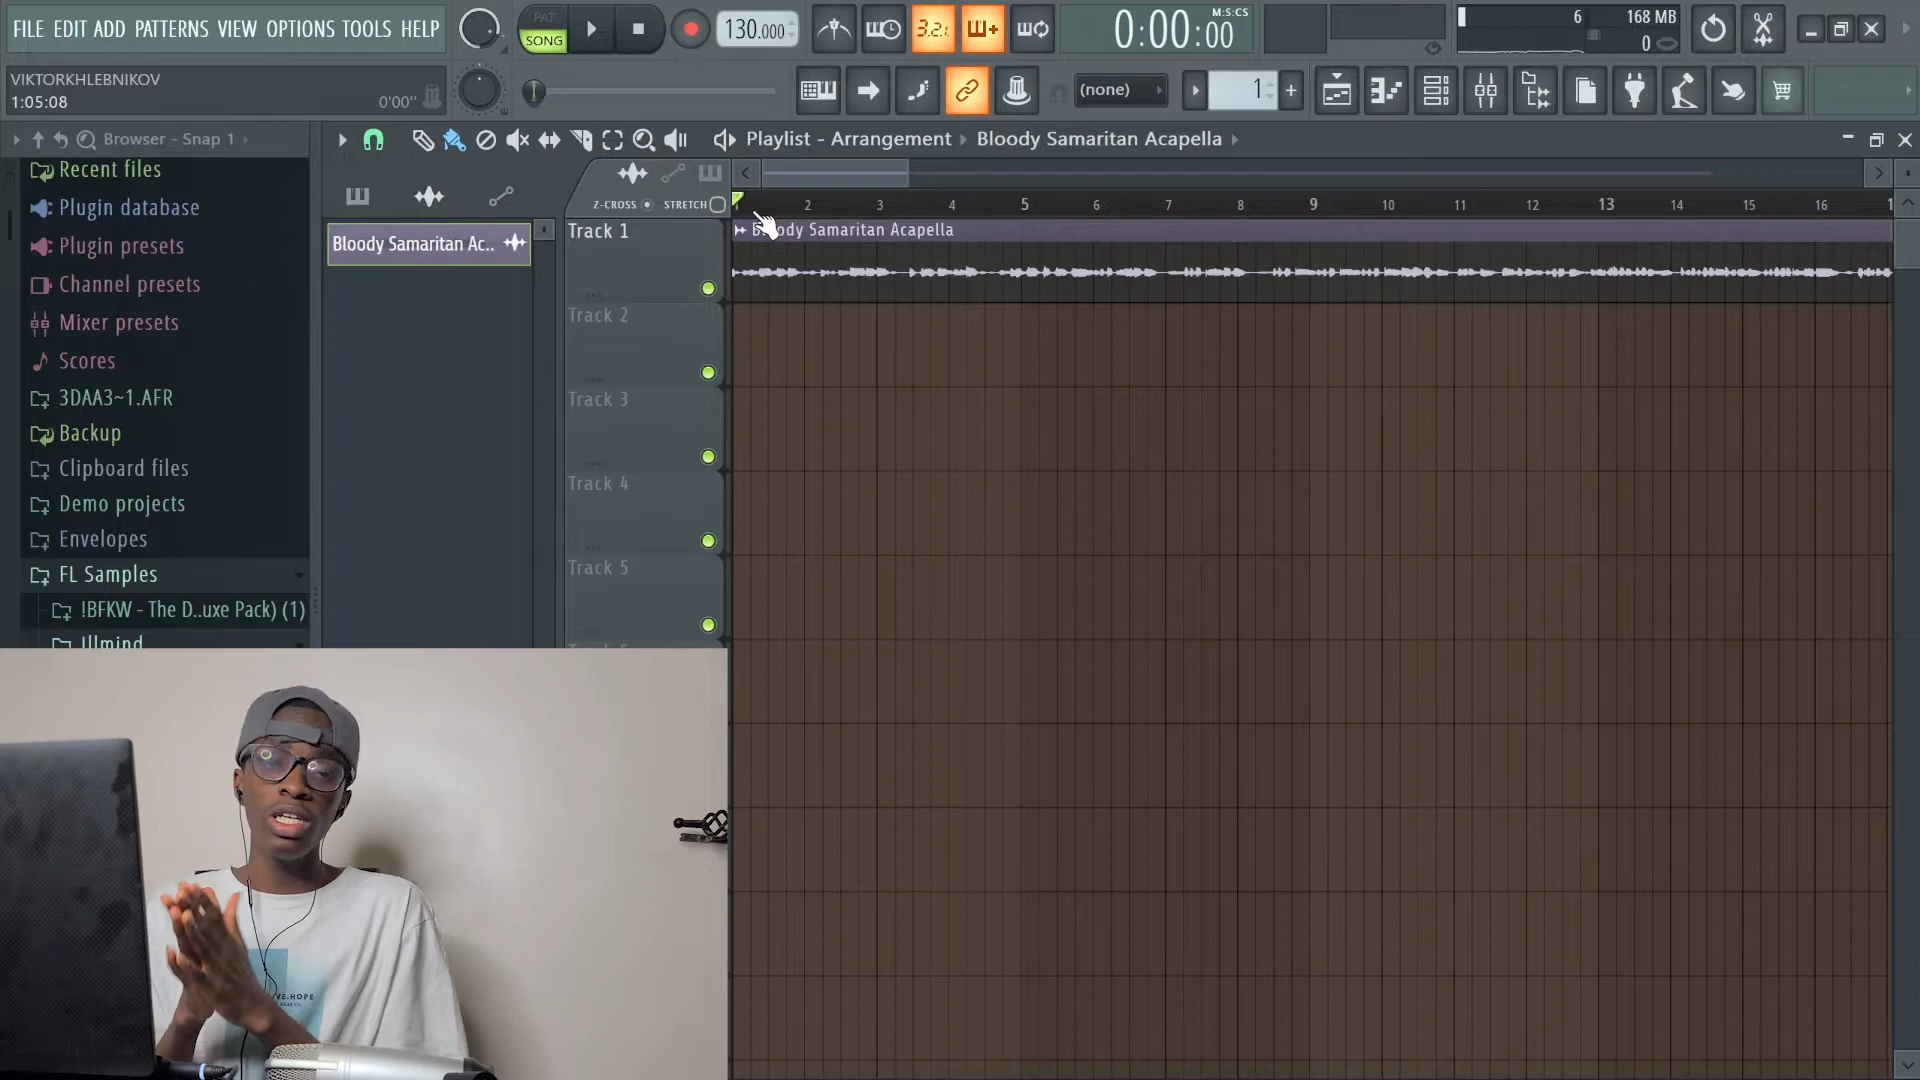 FILE EDIT ADD PATTERNS VIEW OPTIONS TOOLS HELP
PAT
SONG
130.000
3.2.
M:S:CS
0:00:00
6
168 MB
0
VIKTORKHLEBNIKOV
1:05:08
0'00''
(none)
1
Browser - Snap 1
Playlist - Arrangement
Bloody Samaritan Acapella
Recent files
Plugin database
Plugin presets
Channel presets
Mixer presets
Scores
3DAA3~1.AFR
Backup
Clipboard files
Demo projects
Envelopes
FL Samples
!BFKW - The D..uxe Pack) (1)
Illmind
Bloody Samaritan Ac..
Z-CROSS
STRETCH
1 2 3 4 5 6 7 8 9 10 11 12 13 14 15 16 1
Track 1
Bloody Samaritan Acapella
Track 2
Track 3
Track 4
Track 5